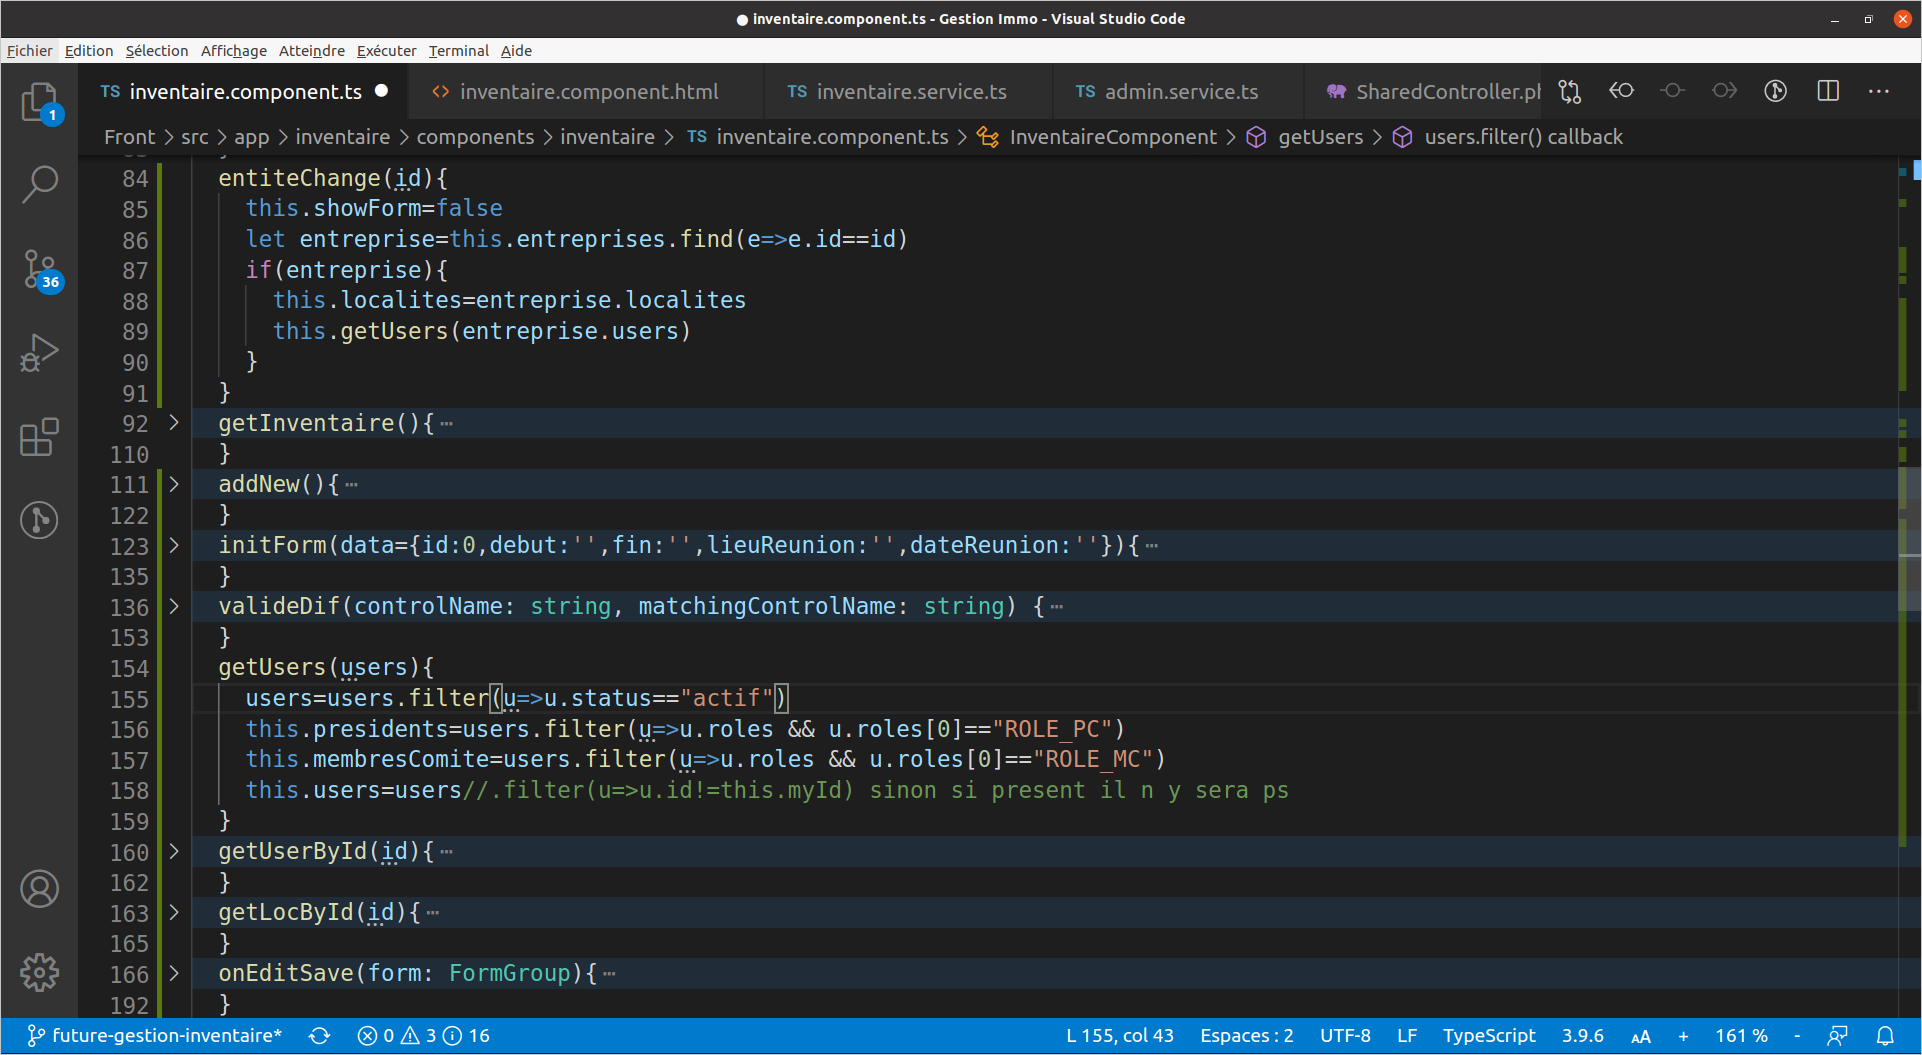 ● inventaire.component.ts - Gestion Immo - Visual Studio Code
Fichier Edition Sélection Affichage Atteindre Exécuter Terminal Aide
TS inventaire.component.ts ● <> inventaire.component.html TS inventaire.service.ts TS admin.service.ts SharedController.ph
1
Front > src > app > inventaire > components > inventaire > TS inventaire.component.ts > InventaireComponent > getUsers > users.filter() callback
84 entiteChange(id){
85 this.showForm=false
86 let entreprise=this.entreprises.find(e=>e.id==id)
87 if(entreprise){
36
88 this.localites=entreprise.localites
89 this.getUsers(entreprise.users)
90 }
91 }
92 > getInventaire(){⋯
110 }
111 > addNew(){⋯
122 }
123 > initForm(data={id:0,debut:'',fin:'',lieuReunion:'',dateReunion:''}){⋯
135 }
136 > valideDif(controlName: string, matchingControlName: string) {⋯
153 }
154 getUsers(users){
155 users=users.filter(u=>u.status=="actif")
156 this.presidents=users.filter(u=>u.roles && u.roles[0]=="ROLE_PC")
157 this.membresComite=users.filter(u=>u.roles && u.roles[0]=="ROLE_MC")
158 this.users=users//.filter(u=>u.id!=this.myId) sinon si present il n y sera ps
159 }
160 > getUserById(id){⋯
162 }
163 > getLocById(id){⋯
165 }
166 > onEditSave(form: FormGroup){⋯
192 }
future-gestion-inventaire* 0 3 16 L 155, col 43 Espaces : 2 UTF-8 LF TypeScript 3.9.6 AA + 161 % -